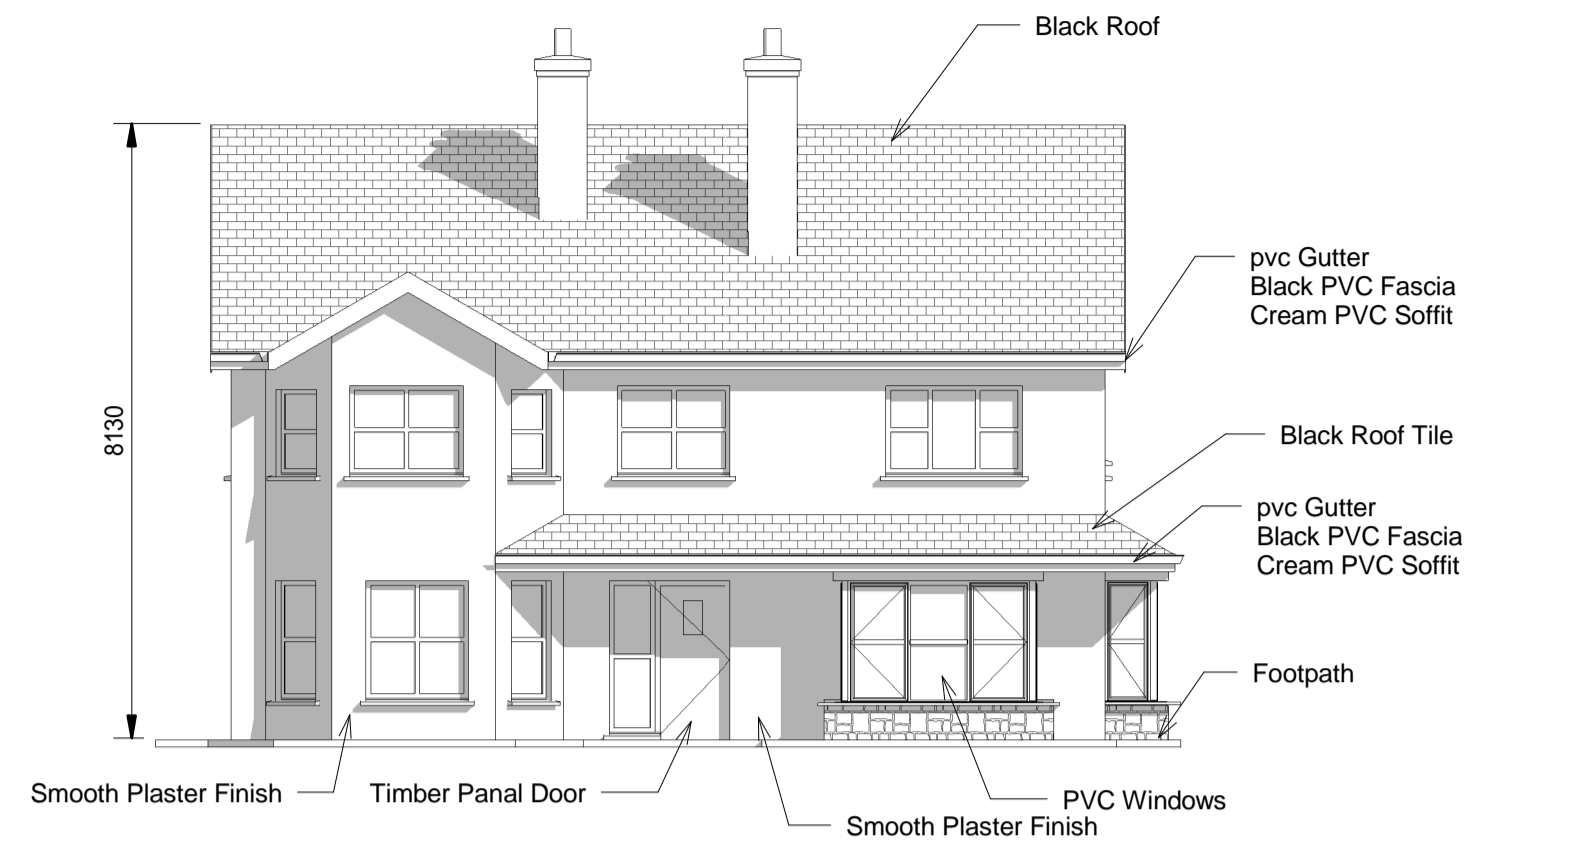 Black Roof
pvc Gutter
Black PVC Fascia
Cream PVC Soffit
8130
Black Roof Tile
pvc Gutter
Black PVC Fascia
Cream PVC Soffit
Footpath
Smooth Plaster Finish
Timber Panal Door
PVC Windows
Smooth Plaster Finish